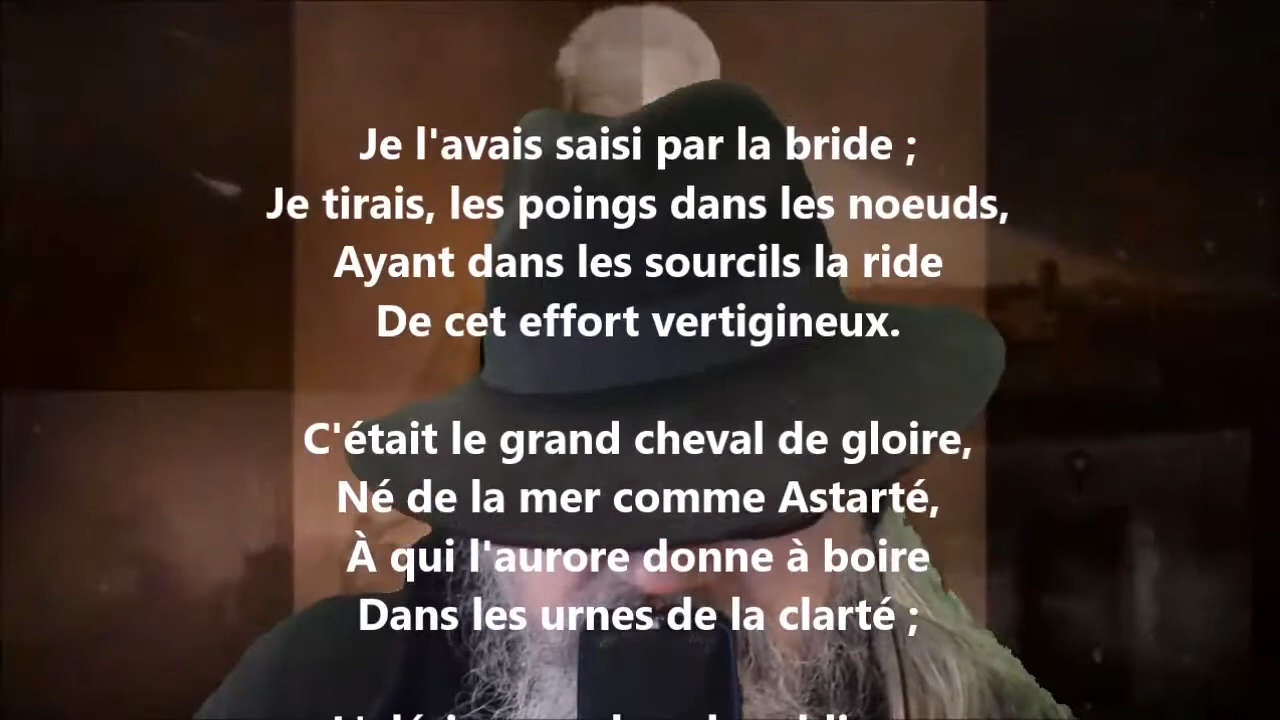 Je l'avais saisi par la bride ;
Je tirais, les poings dans les noeuds,
Ayant dans les sourcils la ride
De cet effort vertigineux.
C'était le grand cheval de gloire,
Né de la mer comme Astarté,
À qui l'aurore donne à boire
Dans les urnes de la clarté ;